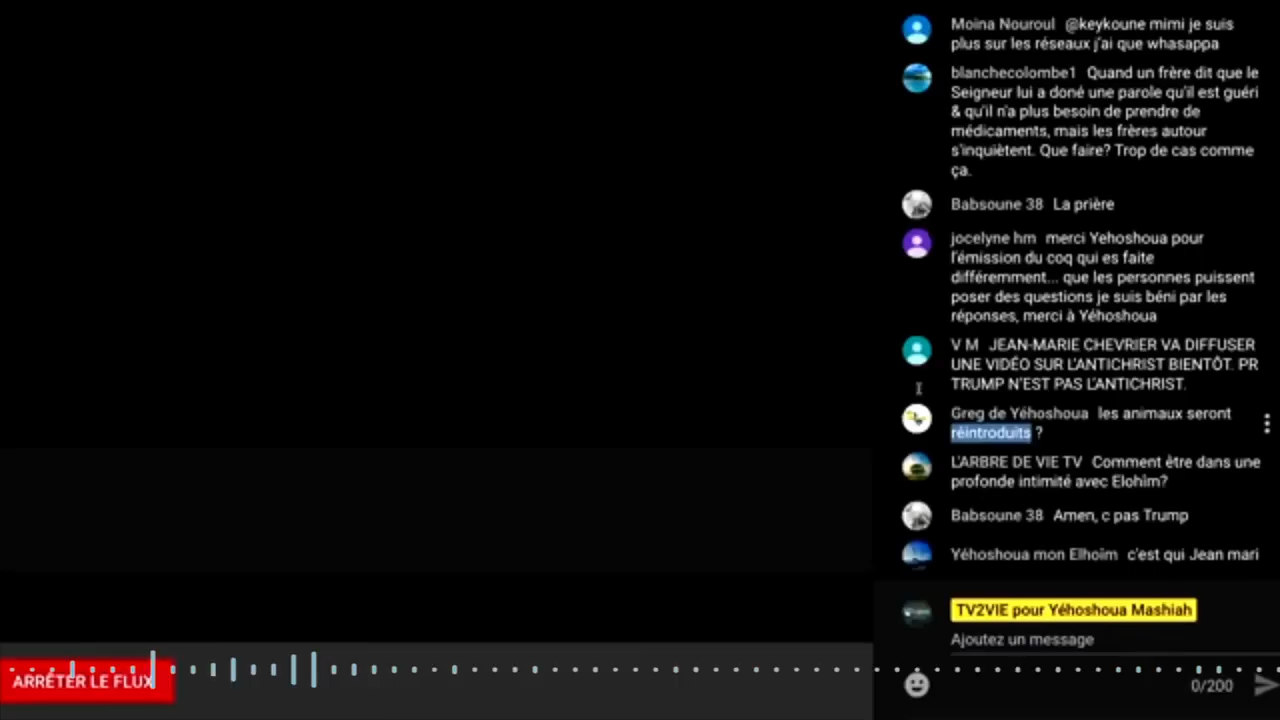 Moina Nouroul @keykoune mimi je suis
plus sur les réseaux j'ai que whasappa
blanchecolombe1 Quand un frère dit que le
Seigneur lui a doné une parole qu'il est guéri
& qu'il n'a plus besoin de prendre de
médicaments, mais les frères autour
s'inquiètent. Que faire? Trop de cas comme
ça.
Babsoune 38 La prière
jocelyne hm merci Yehoshoua pour
l'émission du coq qui es faite
différemment... que les personnes puissent
poser des questions je suis béni par les
réponses, merci à Yéhoshoua
V M JEAN-MARIE CHEVRIER VA DIFFUSER
UNE VIDÉO SUR L'ANTICHRIST BIENTÔT. PR
TRUMP N'EST PAS L'ANTICHRIST.
Greg de Yéhoshoua les animaux seront
réintroduits ?
L'ARBRE DE VIE TV Comment être dans une
profonde intimité avec Elohîm?
Babsoune 38 Amen, c pas Trump
Yéhoshoua mon Elhoîm c'est qui Jean mari
TV2VIE pour Yéhoshoua Mashiah
Ajoutez un message
ARRÊTER LE FLUX
0/200